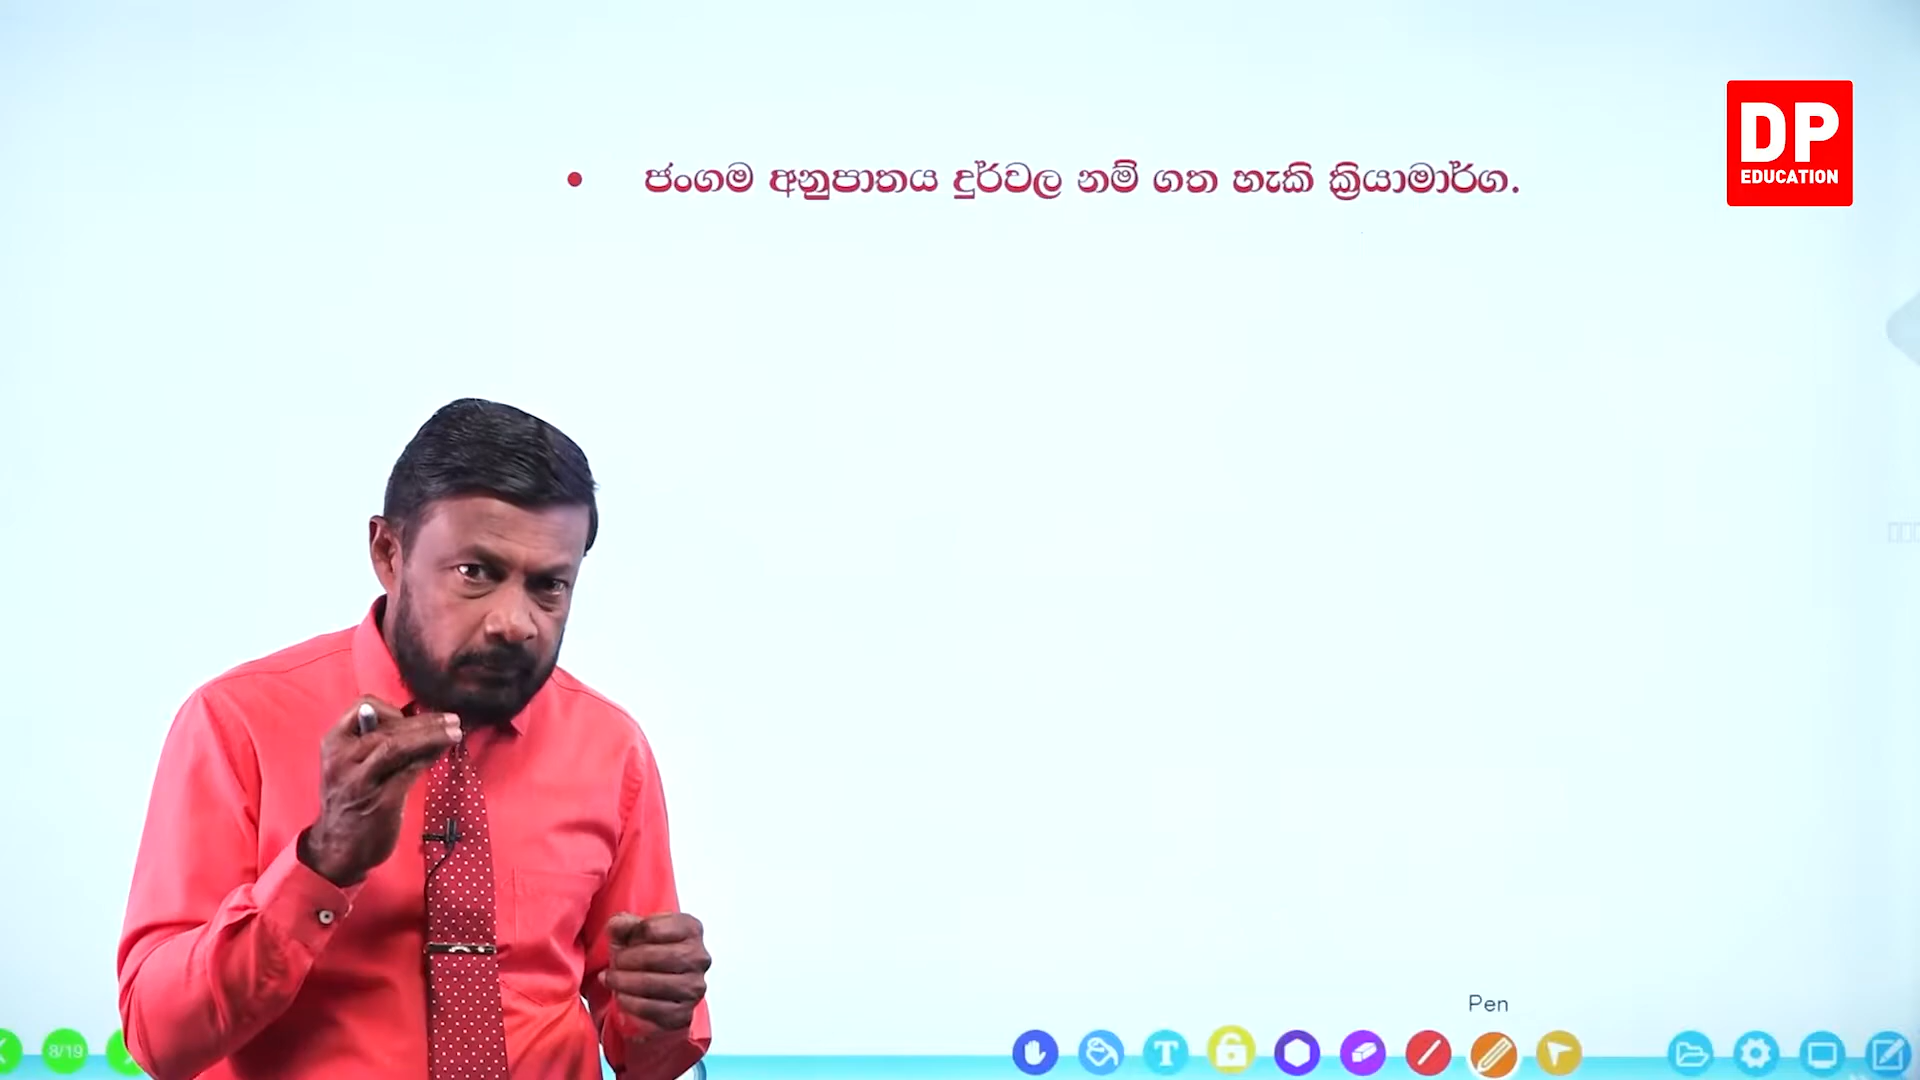 DP
EDUCATION
• ජංගම අනුපාතය දුර්වල නම් ගත හැකි ක්‍රියාමාර්ග.
Pen
8/19
T